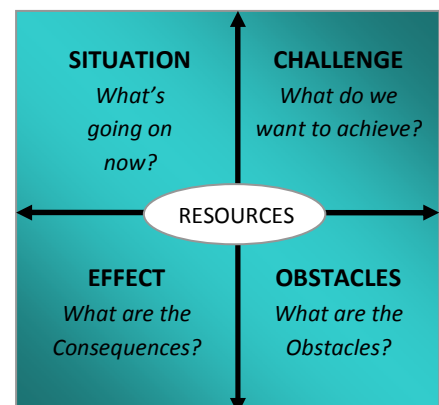 SITUATION
What's
going on
now?
CHALLENGE
What do we
want to achieve?
RESOURCES
EFFECT
What are the
Consequences?
OBSTACLES
What are the
Obstacles?